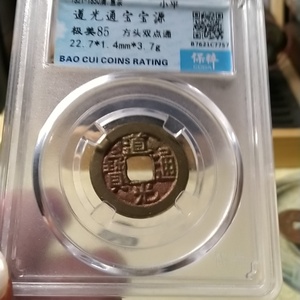 小平
道光通宝宝源
极美85 方头双点通
22.7*1.4mm*3.7g
BAO CUI COINS RATING
保粹
道光通寶